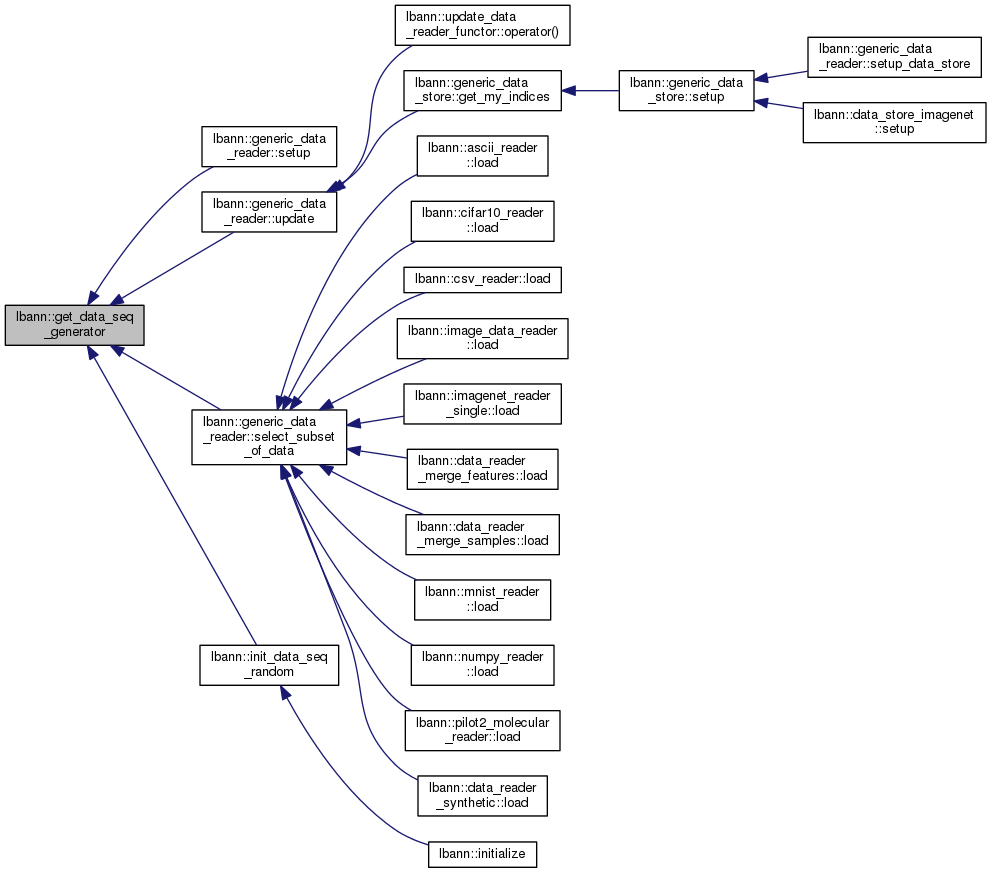 lbann::update_data
_reader_functor::operator()
lbann::generic_data
_reader::setup_data_store
lbann::generic_data
_store::get_my_indices
lbann::generic_data
_store::setup
lbann::data_store_imagenet
::setup
lbann::generic_data
_reader::setup
lbann::ascii_reader
::load
lbann::generic_data
_reader::update
lbann::cifar10_reader
::load
lbann::csv_reader::load
lbann::get_data_seq
_generator
lbann::image_data_reader
::load
lbann::imagenet_reader
_single::load
lbann::generic_data
_reader::select_subset
_of_data
lbann::data_reader
_merge_features::load
lbann::data_reader
_merge_samples::load
lbann::mnist_reader
::load
lbann::init_data_seq
_random
lbann::numpy_reader
::load
lbann::pilot2_molecular
_reader::load
lbann::data_reader
_synthetic::load
lbann::initialize